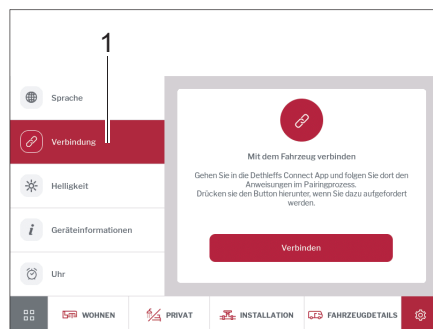 1
Sprache
Verbindung
Mit dem Fahrzeug verbinden
Gehen Sie in die Dethleffs Connect App und folgen Sie dort den
Anweisungen im Pairingprozess.
Drücken sie den Button hierunter, wenn Sie dazu aufgefordert
werden.
Helligkeit
Geräteinformationen
Verbinden
Uhr
WOHNEN PRIVAT INSTALLATION FAHRZEUGDETAILS